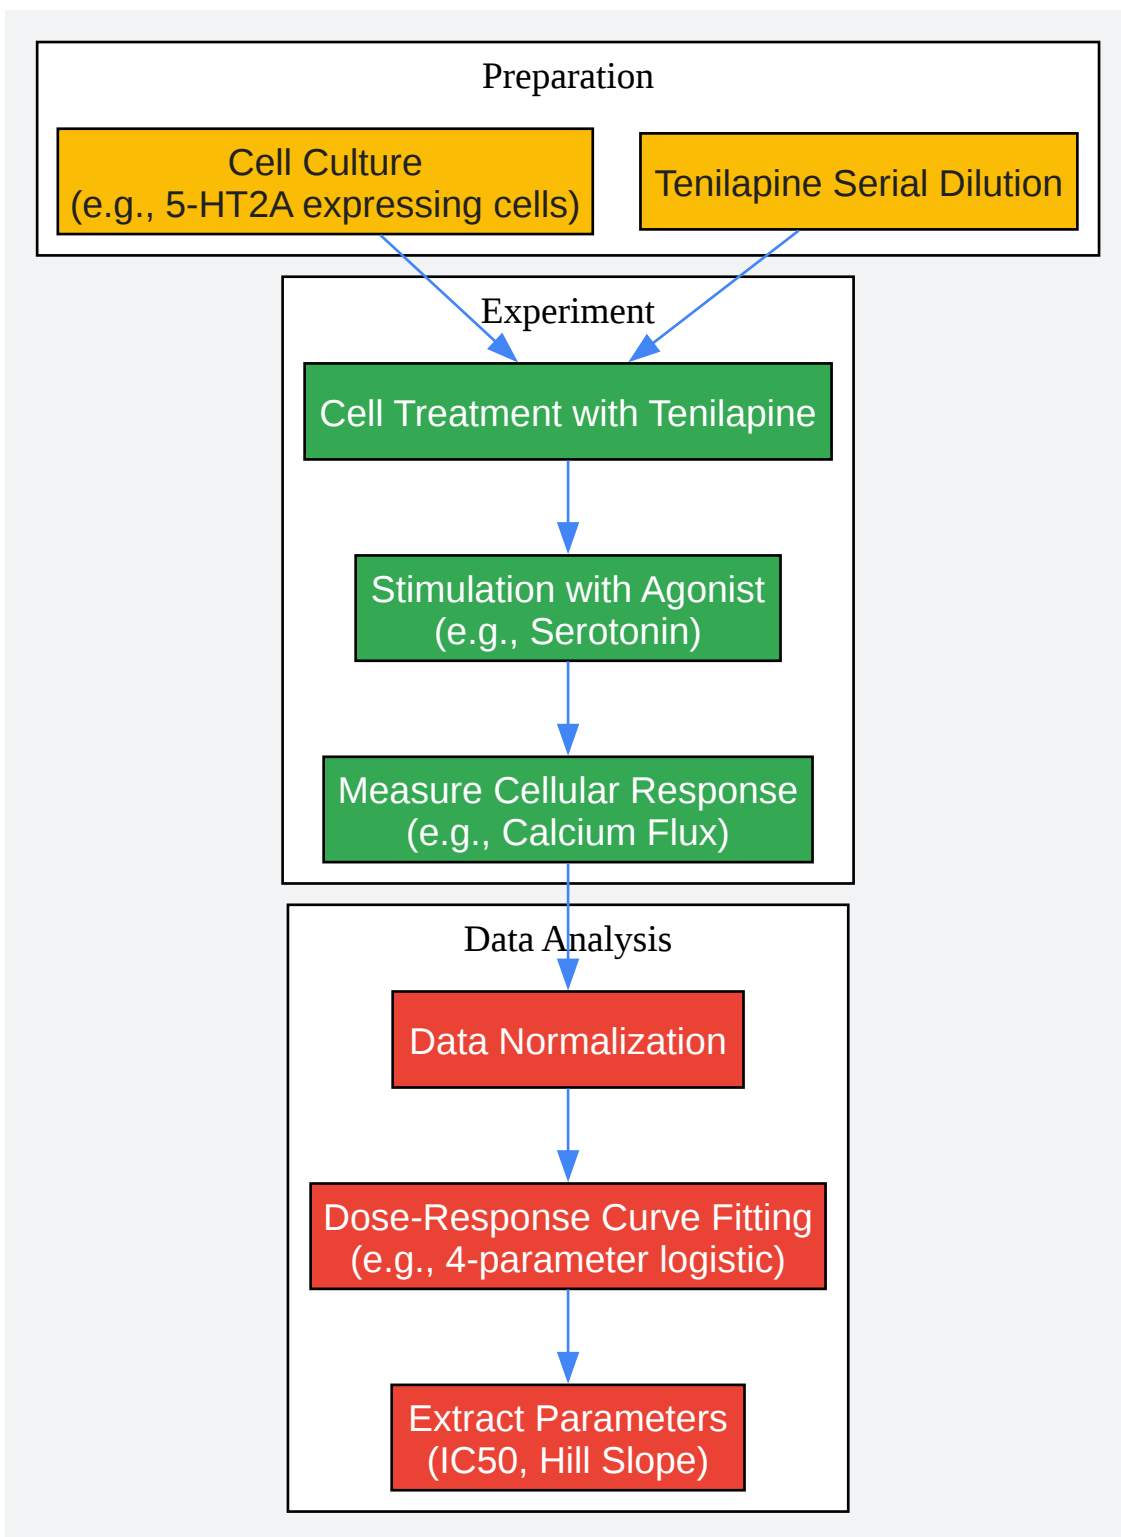 Preparation
Cell Culture
(e.g., 5-HT2A expressing cells)
Tenilapine Serial Dilution
Experiment
Cell Treatment with Tenilapine
Stimulation with Agonist
(e.g., Serotonin)
Measure Cellular Response
(e.g., Calcium Flux)
Data Analysis
Data Normalization
Dose-Response Curve Fitting
(e.g., 4-parameter logistic)
Extract Parameters
(IC50, Hill Slope)